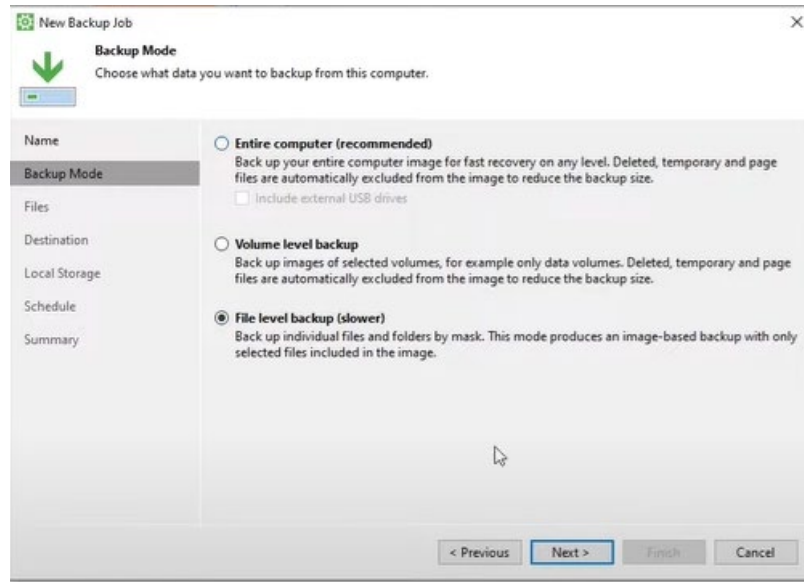 New Backup Job
Backup Mode
Choose what data you want to backup from this computer.
Name
Backup Mode
Files
Destination
Local Storage
Schedule
Summary
Entire computer (recommended)
Back up your entire computer image for fast recovery on any level. Deleted, temporary and page
files are automatically excluded from the image to reduce the backup size.
Include external USB drives
Volume level backup
Back up images of selected volumes, for example only data volumes. Deleted, temporary and page
files are automatically excluded from the image to reduce the backup size.
File level backup (slower)
Back up individual files and folders by mask. This mode produces an image-based backup with only
selected files included in the image.
< Previous
Next >
Finish
Cancel